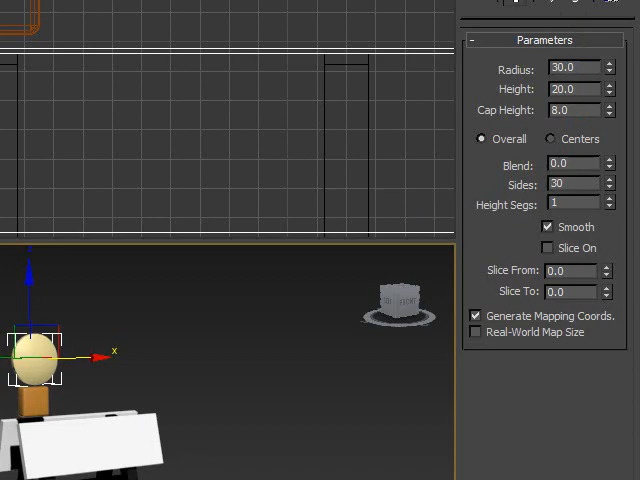 Parameters
Radius: 30.0
Height: 20.0
Cap Height: 8.0
Overall Centers
Blend: 0.0
Sides: 30
Height Segs: 1
Smooth
Slice On
Slice From: 0.0
Slice To: 0.0
Generate Mapping Coords.
Real-World Map Size
FRONT
x